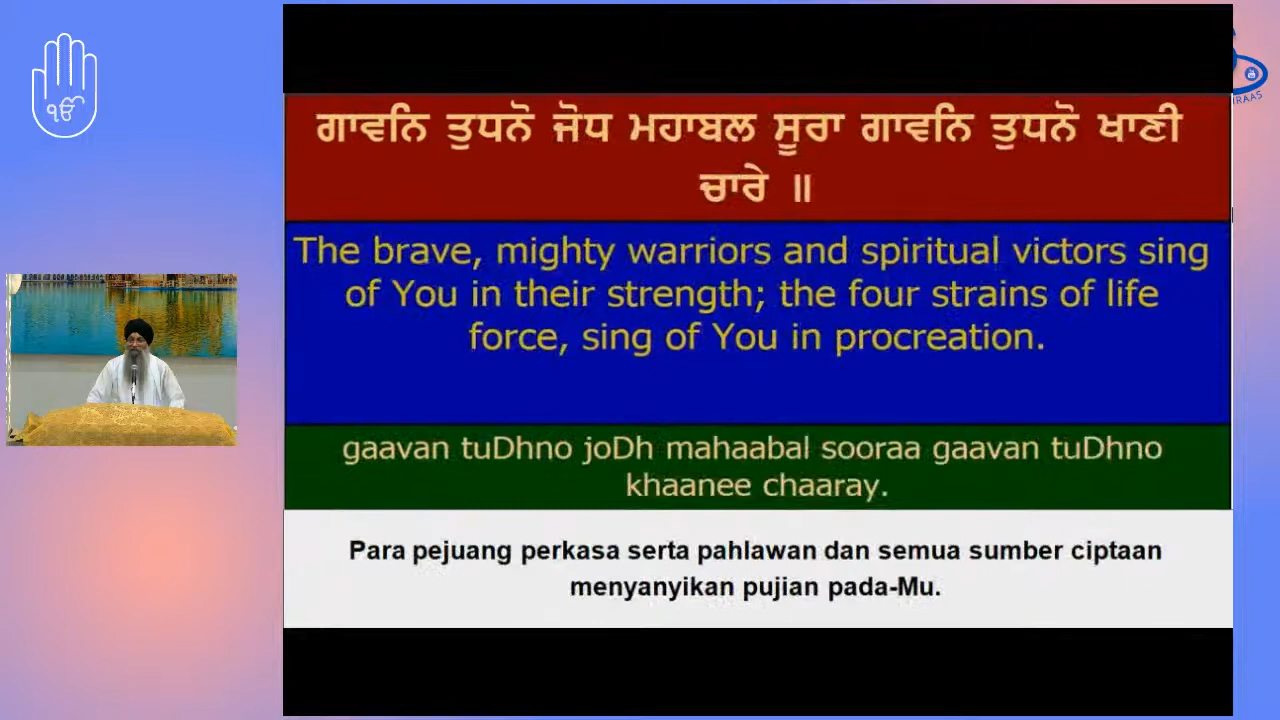 ੴ
ਗਾਵਨਿ ਤੁਧਨੋ ਜੋਧ ਮਹਾਬਲ ਸੂਰਾ ਗਾਵਨਿ ਤੁਧਨੋ ਖਾਣੀ
ਚਾਰੇ ॥
The brave, mighty warriors and spiritual victors sing
of You in their strength; the four strains of life
force, sing of You in procreation.
gaavan tuDhno joDh mahaabal sooraa gaavan tuDhno
khaanee chaaray.
Para pejuang perkasa serta pahlawan dan semua sumber ciptaan
menyanyikan pujian pada-Mu.